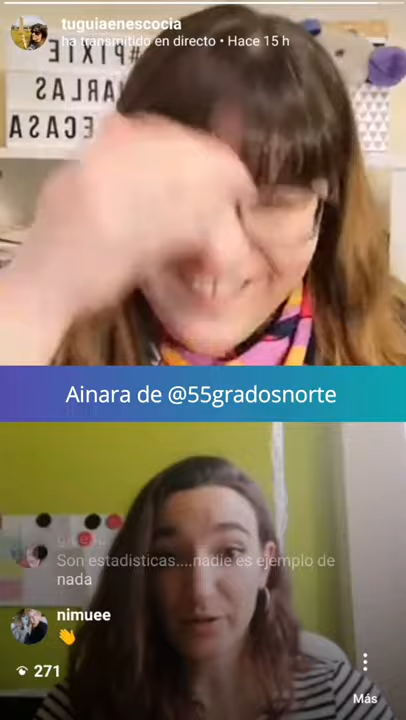 tuguiaenescocia
ha transmitido en directo • Hace 15 h
#PIXIE
ARLAS
ECASA
Ainara de @55gradosnorte
Son estadisticas....nadie es ejemplo de
nada
nimuee
👋
271
Más